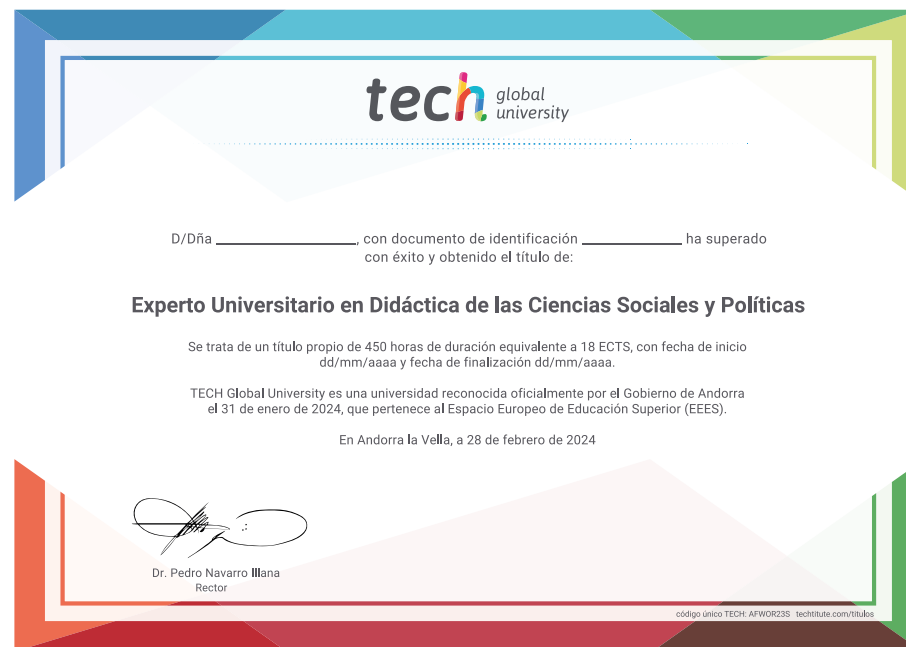 tech global
university
D/Dña ____________________, con documento de identificación ______________ ha superado
con éxito y obtenido el título de:
Experto Universitario en Didáctica de las Ciencias Sociales y Políticas
Se trata de un título propio de 450 horas de duración equivalente a 18 ECTS, con fecha de inicio
dd/mm/aaaa y fecha de finalización dd/mm/aaaa.
TECH Global University es una universidad reconocida oficialmente por el Gobierno de Andorra
el 31 de enero de 2024, que pertenece al Espacio Europeo de Educación Superior (EEES).
En Andorra la Vella, a 28 de febrero de 2024
Dr. Pedro Navarro Illana
Rector
código único TECH: AFWOR23S techtitute.com/titulos